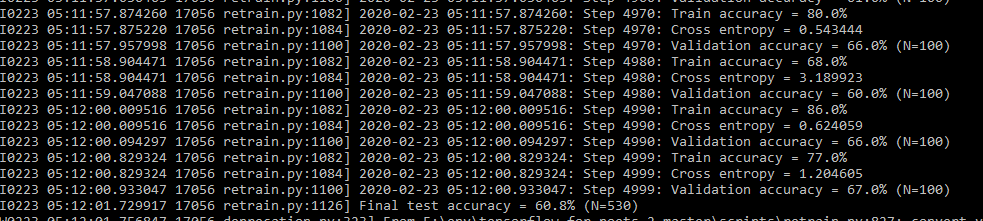 I0223 05:11:57.874260 17056 retrain.py:1082] 2020-02-23 05:11:57.874260: Step 4970: Train accuracy = 80.0%
I0223 05:11:57.875220 17056 retrain.py:1084] 2020-02-23 05:11:57.875220: Step 4970: Cross entropy = 0.543444
I0223 05:11:57.957998 17056 retrain.py:1100] 2020-02-23 05:11:57.957998: Step 4970: Validation accuracy = 66.0% (N=100)
I0223 05:11:58.904471 17056 retrain.py:1082] 2020-02-23 05:11:58.904471: Step 4980: Train accuracy = 68.0%
I0223 05:11:58.904471 17056 retrain.py:1084] 2020-02-23 05:11:58.904471: Step 4980: Cross entropy = 3.189923
I0223 05:11:59.047088 17056 retrain.py:1100] 2020-02-23 05:11:59.047088: Step 4980: Validation accuracy = 60.0% (N=100)
I0223 05:12:00.009516 17056 retrain.py:1082] 2020-02-23 05:12:00.009516: Step 4990: Train accuracy = 86.0%
I0223 05:12:00.009516 17056 retrain.py:1084] 2020-02-23 05:12:00.009516: Step 4990: Cross entropy = 0.624059
I0223 05:12:00.094297 17056 retrain.py:1100] 2020-02-23 05:12:00.094297: Step 4990: Validation accuracy = 66.0% (N=100)
I0223 05:12:00.829324 17056 retrain.py:1082] 2020-02-23 05:12:00.829324: Step 4999: Train accuracy = 77.0%
I0223 05:12:00.829324 17056 retrain.py:1084] 2020-02-23 05:12:00.829324: Step 4999: Cross entropy = 1.204605
I0223 05:12:00.933047 17056 retrain.py:1100] 2020-02-23 05:12:00.933047: Step 4999: Validation accuracy = 67.0% (N=100)
I0223 05:12:01.729917 17056 retrain.py:1126] Final test accuracy = 60.8% (N=530)